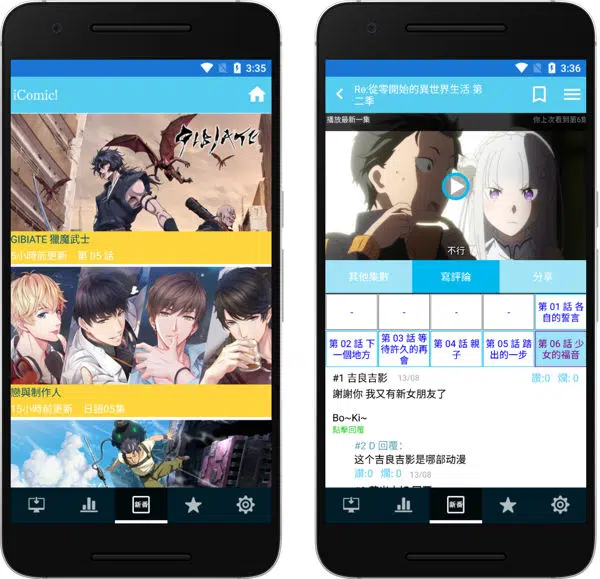 3:35
iComic!
GIBIATE
GIBIATE 獵魔武士
5小時前更新 第 05 話
戀與制作人
15小時前更新 日語05集
新番
3:36
Re:從零開始的異世界生活 第
二季
播放最新一集 你上次看到第6集
不行
其他集數 寫評論 分享
- - - - 第 01 話 各自的誓言
第 02 話 下一個地方 第 03 話 等待許久的再會 第 04 話 親子 第 05 話 踏出的一步 第 06 話 少女的福音
#1 吉良吉影 13/08 讚:0 爛: 0
謝謝你 我又有新女朋友了
Bo~Ki~
點擊回覆
#2 D 回覆:
这个吉良吉影是哪部动漫
讚:0 爛: 0 13/08
新番